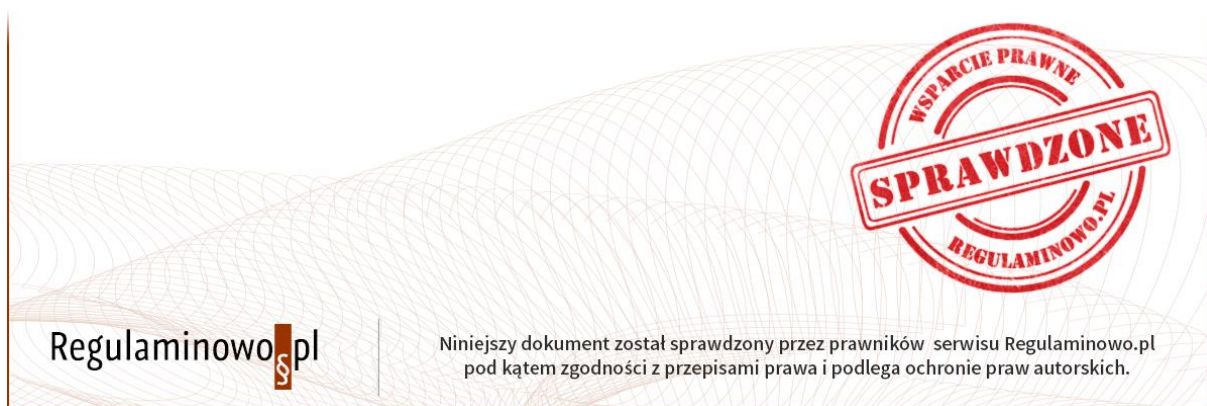 WSPARCIE PRAWNE
SPRAWDZONE
REGULAMINOWO.PL
Regulaminowo§pl
Niniejszy dokument został sprawdzony przez prawników serwisu Regulaminowo.pl
pod kątem zgodności z przepisami prawa i podlega ochronie praw autorskich.